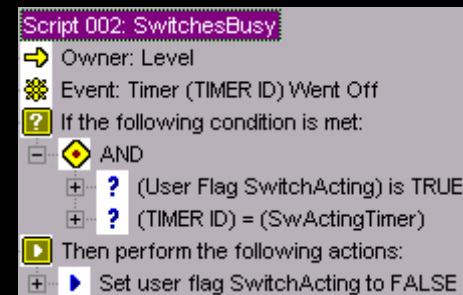 Script 002: SwitchesBusy
Owner: Level
Event: Timer (TIMER ID) Went Off
If the following condition is met:
AND
(User Flag SwitchActing) is TRUE
(TIMER ID) = (SwActingTimer)
Then perform the following actions:
Set user flag SwitchActing to FALSE